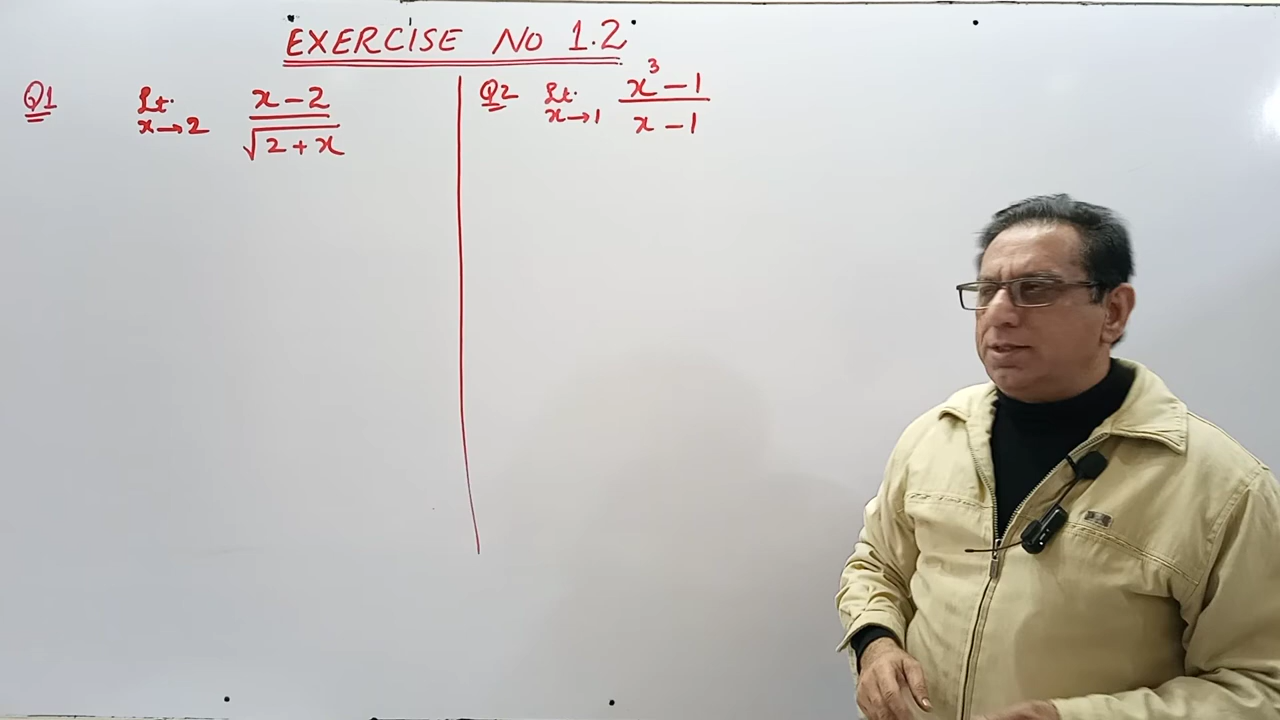 EXERCISE NO 1.2
Q1 Lt. x→2 x-2 / √2+x
Q2 Lt. x→1 x³-1 / x-1